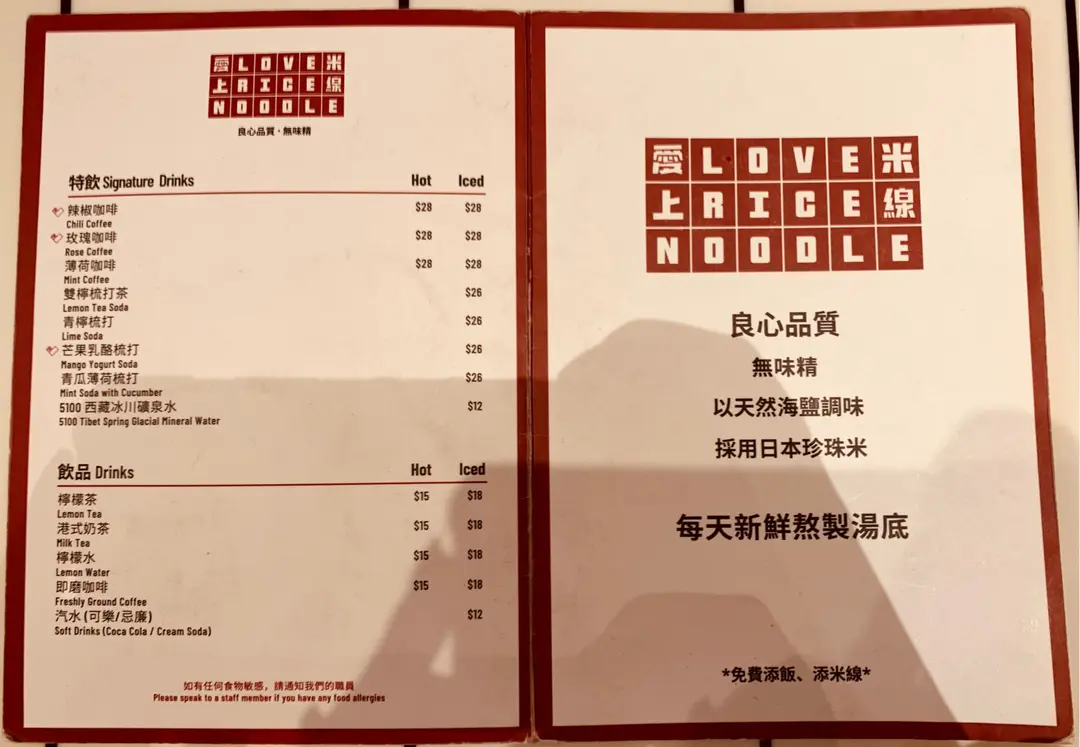 愛LOVE米
上RICE線
NOODLE
良心品質·無味精
特飲 Signature Drinks Hot Iced
辣椒咖啡 $28 $28
Chili Coffee
玫瑰咖啡 $28 $28
Rose Coffee
薄荷咖啡 $28 $28
Mint Coffee
雙檸梳打茶 $26
Lemon Tea Soda
青檸梳打 $26
Lime Soda
芒果乳酪梳打 $26
Mango Yogurt Soda
青瓜薄荷梳打 $26
Mint Soda with Cucumber
5100 西藏冰川礦泉水 $12
5100 Tibet Spring Glacial Mineral Water
飲品 Drinks Hot Iced
檸檬茶 $15 $18
Lemon Tea
港式奶茶 $15 $18
Milk Tea
檸檬水 $15 $18
Lemon Water
即磨咖啡 $15 $18
Freshly Ground Coffee
汽水 (可樂/忌廉) $12
Soft Drinks (Coca Cola / Cream Soda)
如有任何食物敏感，請通知我們的職員
Please speak to a staff member if you have any food allergies
愛LOVE米
上RICE線
NOODLE
良心品質
無味精
以天然海鹽調味
採用日本珍珠米
每天新鮮熬製湯底
*免費添飯、添米線*